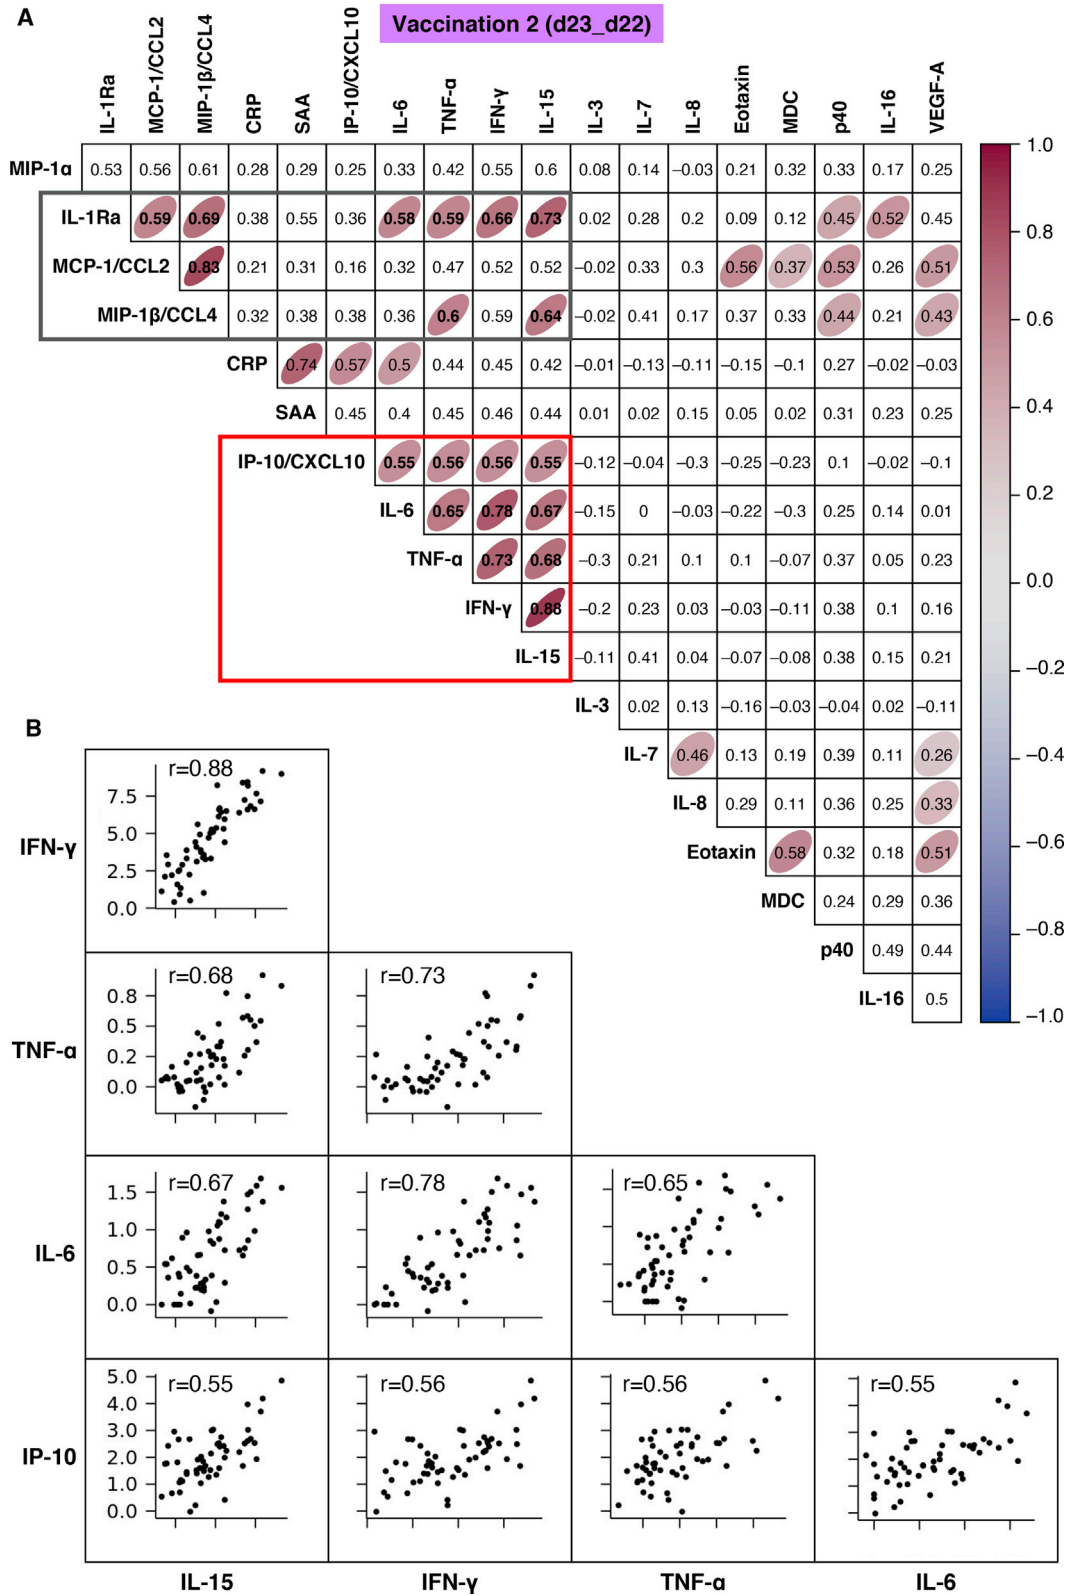 A
Vaccination 2 (d23_d22)
IL-1Ra MCP-1/CCL2 MIP-1β/CCL4 CRP SAA IP-10/CXCL10 IL-6 TNF-α IFN-γ IL-15 IL-3 IL-7 IL-8 Eotaxin MDC p40 IL-16 VEGF-A
MIP-1α 0.53 0.56 0.61 0.28 0.29 0.25 0.33 0.42 0.55 0.6 0.08 0.14 −0.03 0.21 0.32 0.33 0.17 0.25
IL-1Ra 0.59 0.69 0.38 0.55 0.36 0.58 0.59 0.66 0.73 0.02 0.28 0.2 0.09 0.12 0.45 0.52 0.45
MCP-1/CCL2 0.83 0.21 0.31 0.16 0.32 0.47 0.52 0.52 −0.02 0.33 0.3 0.56 0.37 0.53 0.26 0.51
MIP-1β/CCL4 0.32 0.38 0.38 0.36 0.6 0.59 0.64 −0.02 0.41 0.17 0.37 0.33 0.44 0.21 0.43
CRP 0.74 0.57 0.5 0.44 0.45 0.42 −0.01 −0.13 −0.11 −0.15 −0.1 0.27 −0.02 −0.03
SAA 0.45 0.4 0.45 0.46 0.44 0.01 0.02 0.15 0.05 0.02 0.31 0.23 0.25
IP-10/CXCL10 0.55 0.56 0.56 0.55 −0.12 −0.04 −0.3 −0.25 −0.23 0.1 −0.02 −0.1
IL-6 0.65 0.78 0.67 −0.15 0 −0.03 −0.22 −0.3 0.25 0.14 0.01
TNF-α 0.73 0.68 −0.3 0.21 0.1 0.1 −0.07 0.37 0.05 0.23
IFN-γ 0.88 −0.2 0.23 0.03 −0.03 −0.11 0.38 0.1 0.16
IL-15 −0.11 0.41 0.04 −0.07 −0.08 0.38 0.15 0.21
IL-3 0.02 0.13 −0.16 −0.03 −0.04 0.02 −0.11
IL-7 0.46 0.13 0.19 0.39 0.11 0.26
IL-8 0.29 0.11 0.36 0.25 0.33
Eotaxin 0.58 0.32 0.18 0.51
MDC 0.24 0.29 0.36
p40 0.49 0.44
IL-16 0.5
1.0
0.8
0.6
0.4
0.2
0.0
−0.2
−0.4
−0.6
−0.8
−1.0
B
IFN-γ
r=0.88
7.5
5.0
2.5
0.0
TNF-α
r=0.68 r=0.73
0.8
0.5
0.2
0.0
IL-6
r=0.67 r=0.78 r=0.65
1.5
1.0
0.5
0.0
IP-10
r=0.55 r=0.56 r=0.56 r=0.55
5.0
4.0
3.0
2.0
1.0
0.0
IL-15 IFN-γ TNF-α IL-6